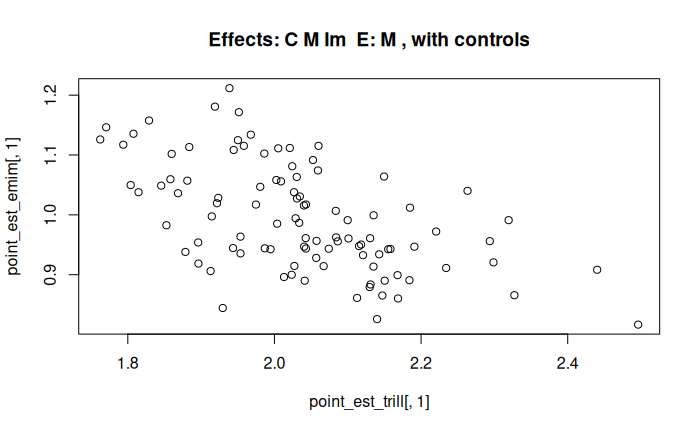 Effects: C M Im  E: M , with controls
point_est_emim[, 1]
1.2
1.1
1.0
0.9
1.8
2.0
2.2
2.4
point_est_trill[, 1]